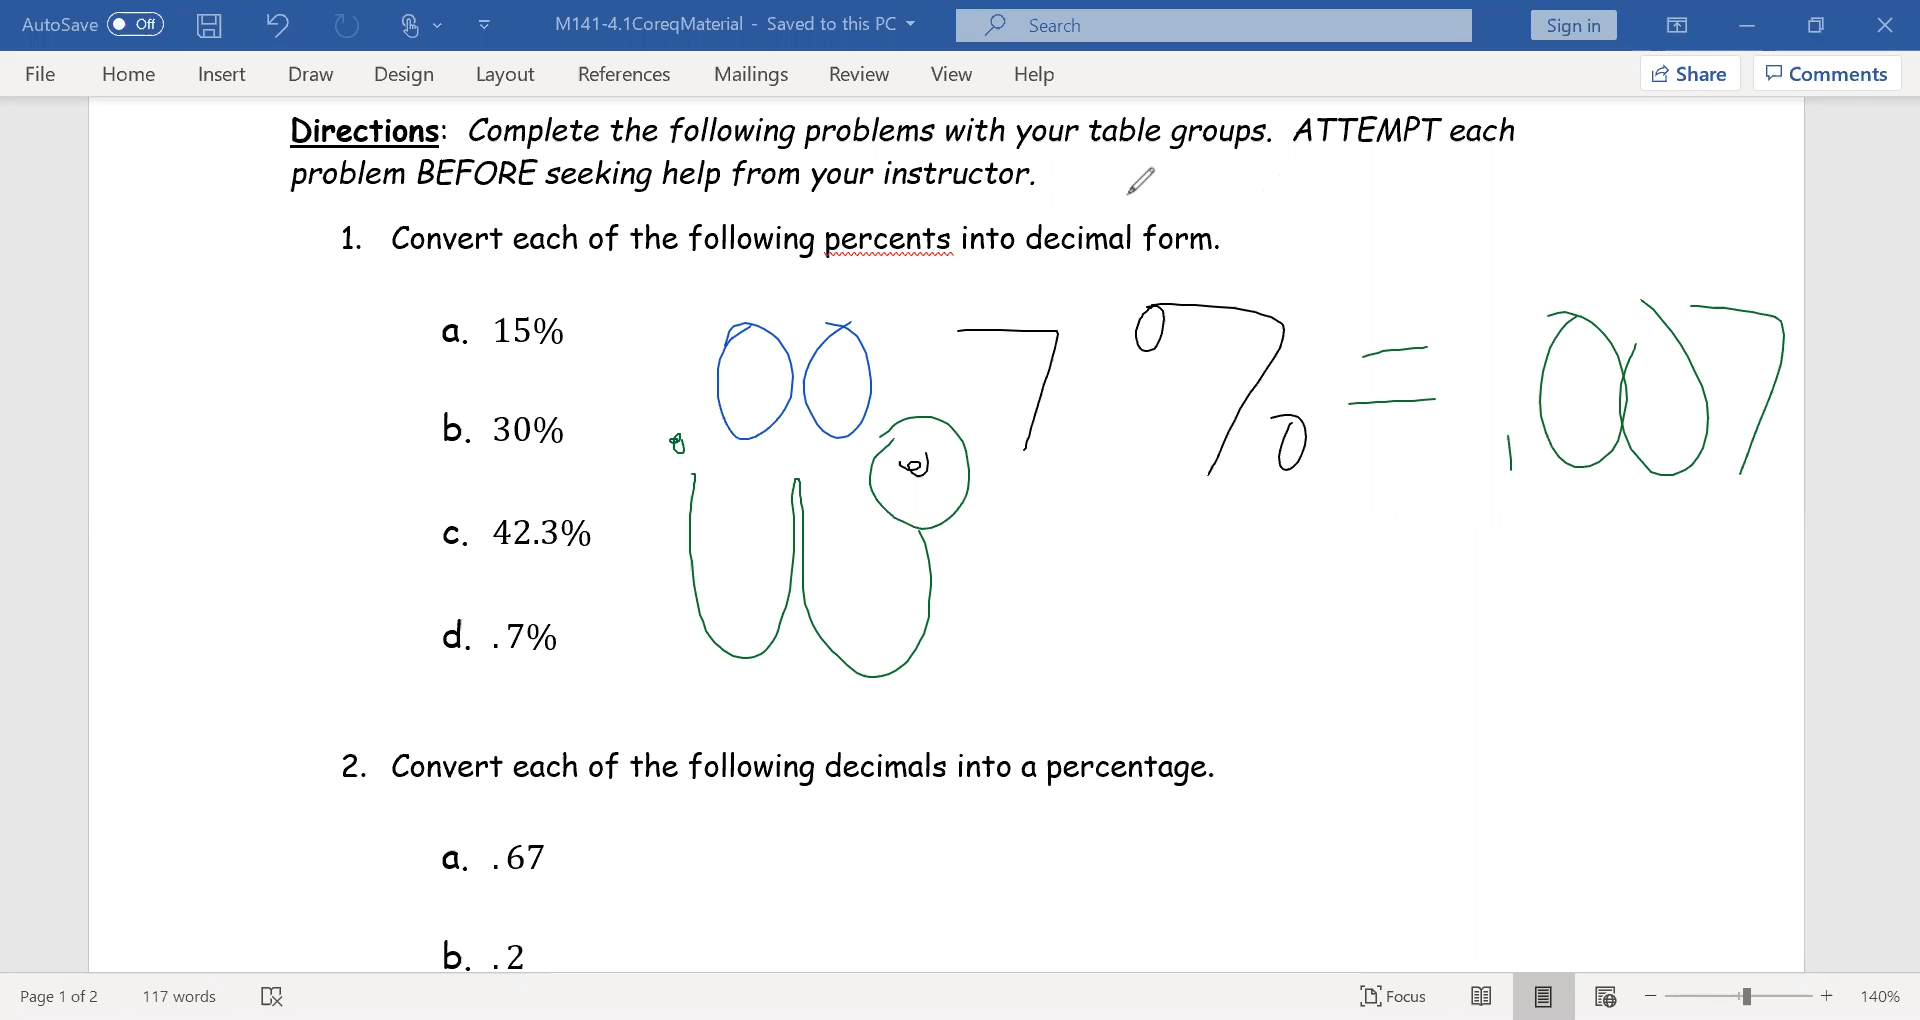 AutoSave Off M141-4.1CoreqMaterial - Saved to this PC Search Sign in
File Home Insert Draw Design Layout References Mailings Review View Help Share Comments
Directions: Complete the following problems with your table groups. ATTEMPT each
problem BEFORE seeking help from your instructor.
1. Convert each of the following percents into decimal form.
a. 15%
00.7% = .007
b. 30%
c. 42.3%
d. .7%
2. Convert each of the following decimals into a percentage.
a. .67
b. .2
Page 1 of 2 117 words Focus 140%